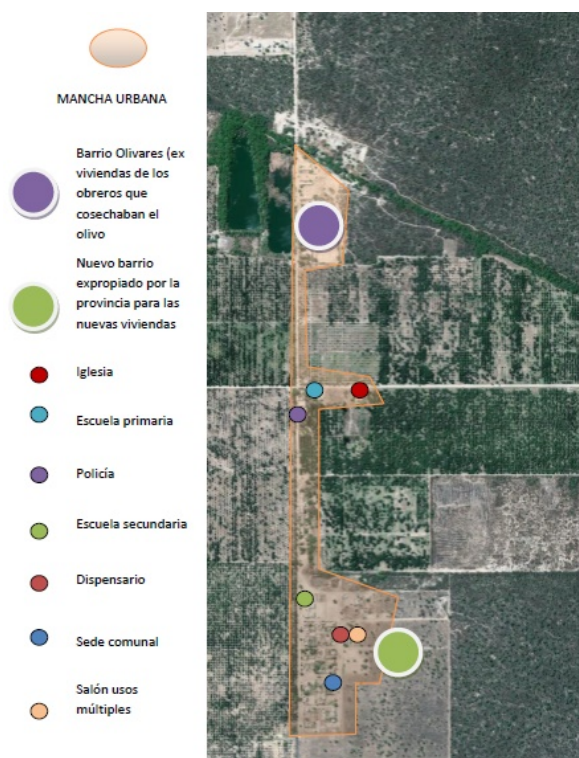 MANCHA URBANA
Barrio Olivares (ex
viviendas de los
obreros que
cosechaban el
olivo
Nuevo barrio
expropiado por la
provincia para las
nuevas viviendas
Iglesia
Escuela primaria
Policía
Escuela secundaria
Dispensario
Sede comunal
Salón usos
múltiples